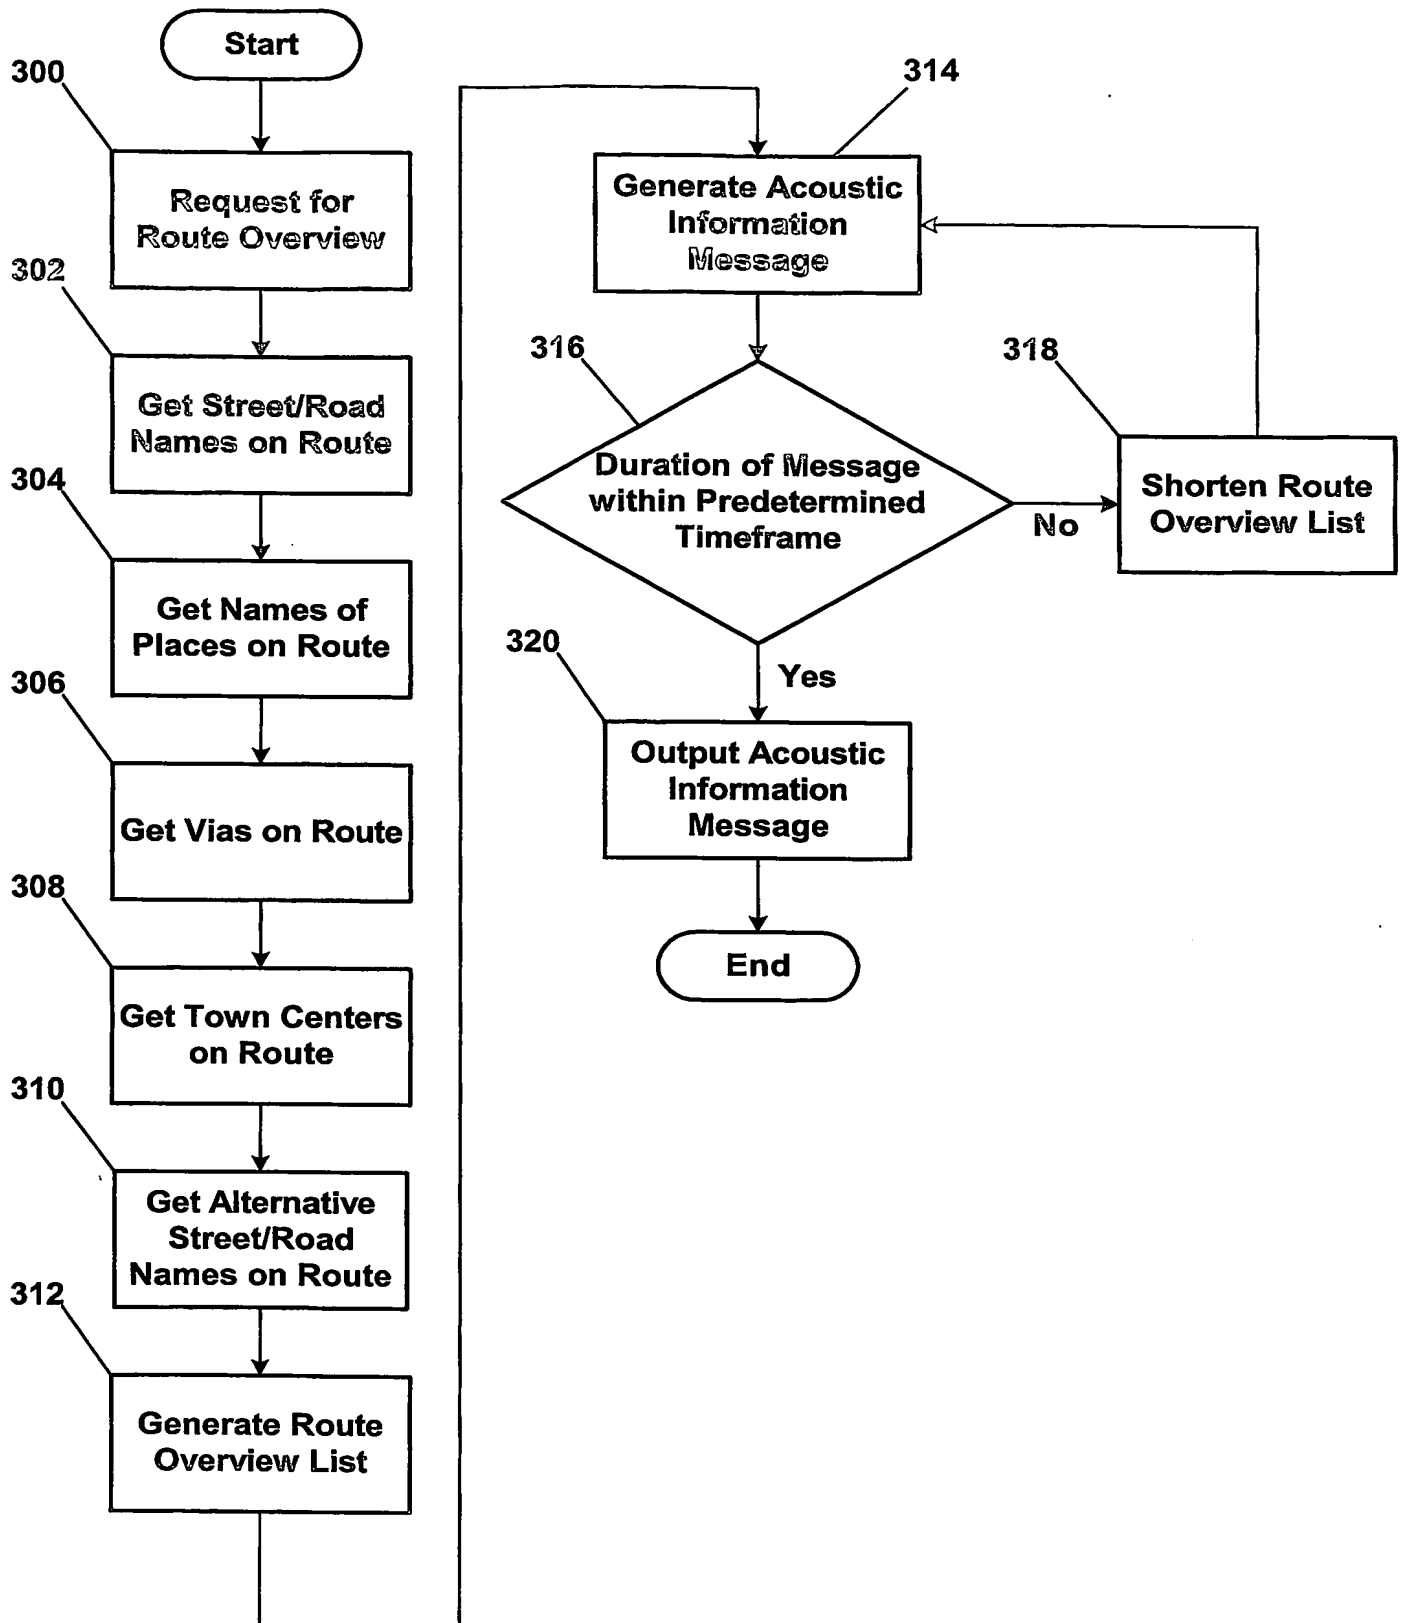 Start
300
Request for
Route Overview
302
Get Street/Road
Names on Route
304
Get Names of
Places on Route
306
Get Vias on Route
308
Get Town Centers
on Route
310
Get Alternative
Street/Road
Names on Route
312
Generate Route
Overview List
314
Generate Acoustic
Information
Message
316
Duration of Message
within Predetermined
Timeframe
No
318
Shorten Route
Overview List
Yes
320
Output Acoustic
Information
Message
End